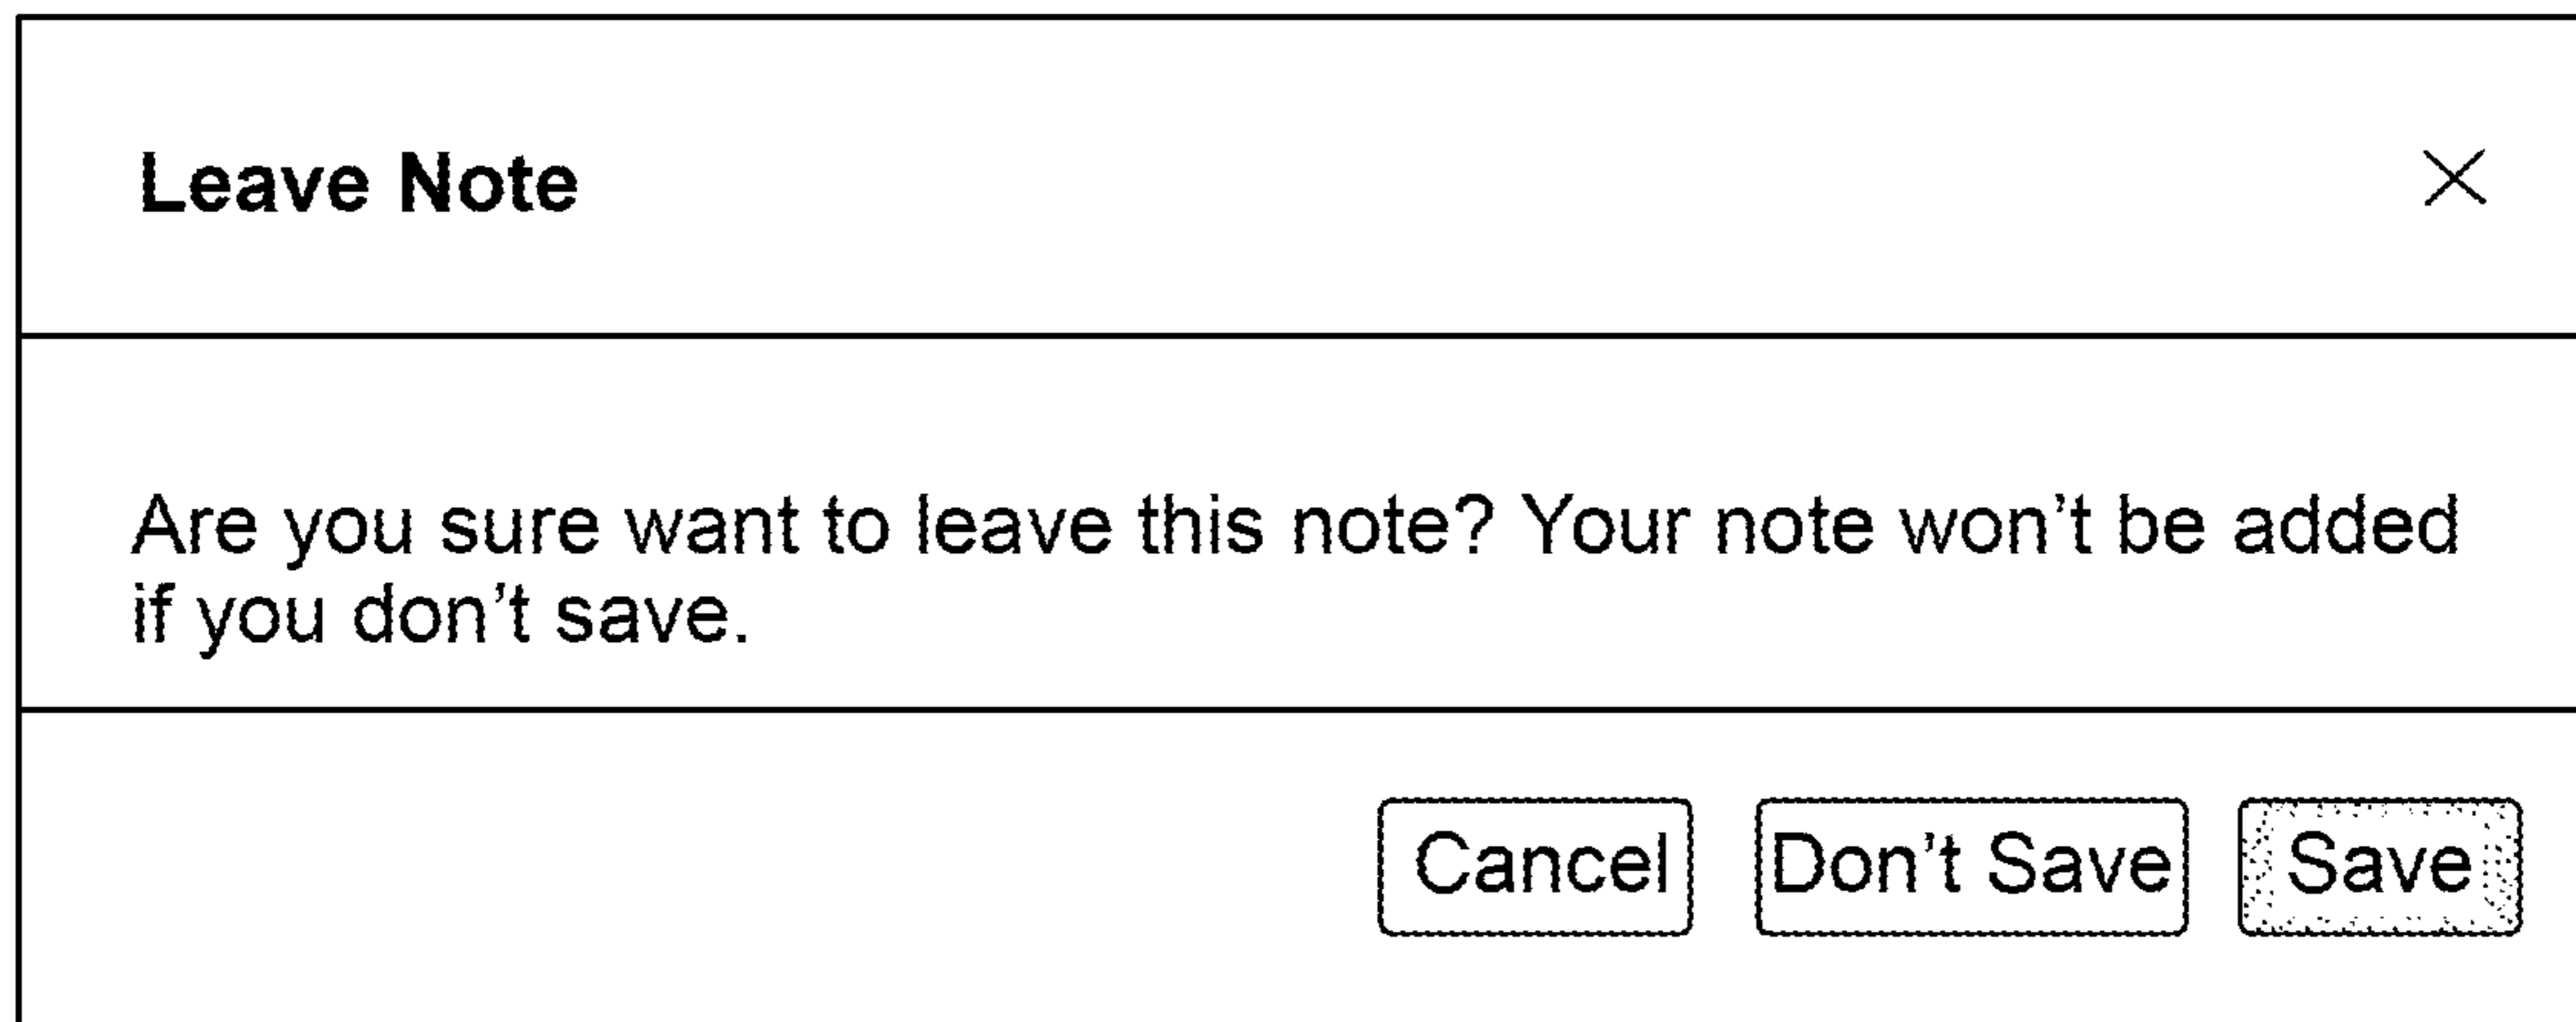 Leave Note
Are you sure want to leave this note? Your note won’t be added
if you don’t save.
Cancel Don’t Save Save